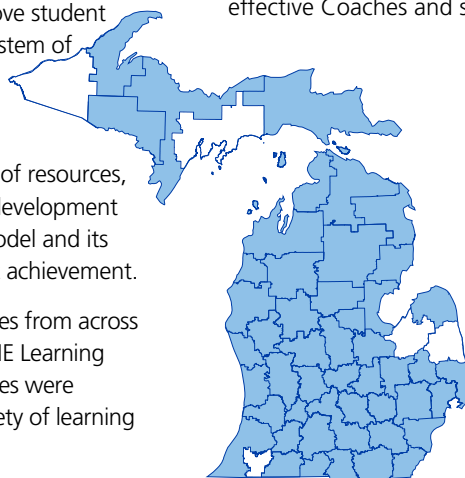 ove student
stem of
of resources,
development
odel and its
achievement.
es from across
IE Learning
es were
ety of learning
effective Coaches and s